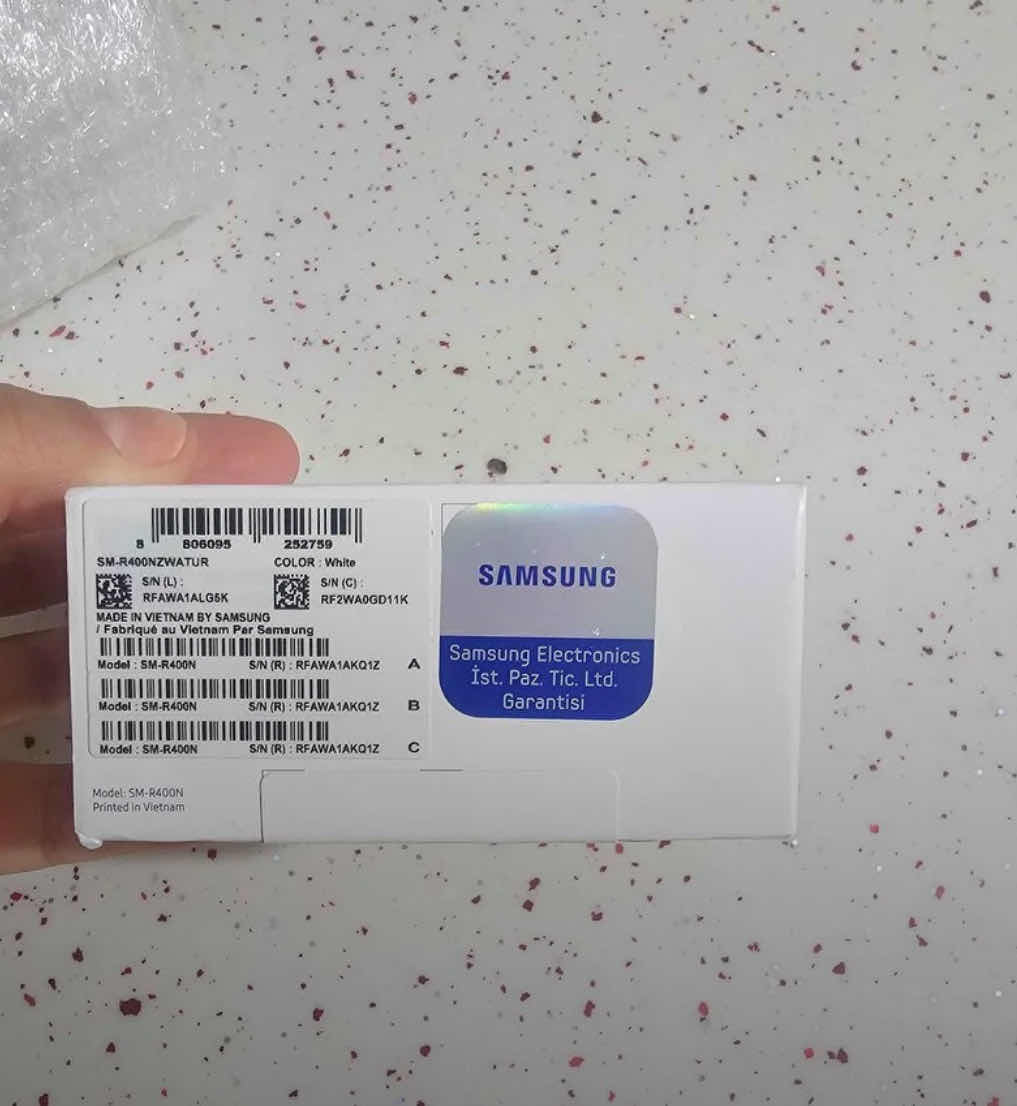 8 806095 252759
SM-R400NZWATUR COLOR : White
S/N (L) : S/N (C) :
RFAWA1ALG5K RF2WA0GD11K
MADE IN VIETNAM BY SAMSUNG
/ Fabriqué au Vietnam Par Samsung
Model : SM-R400N S/N (R) : RFAWA1AKQ1Z A
Model : SM-R400N S/N (R) : RFAWA1AKQ1Z B
Model : SM-R400N S/N (R) : RFAWA1AKQ1Z C
Model: SM-R400N
Printed in Vietnam
SAMSUNG
Samsung Electronics
İst. Paz. Tic. Ltd.
Garantisi